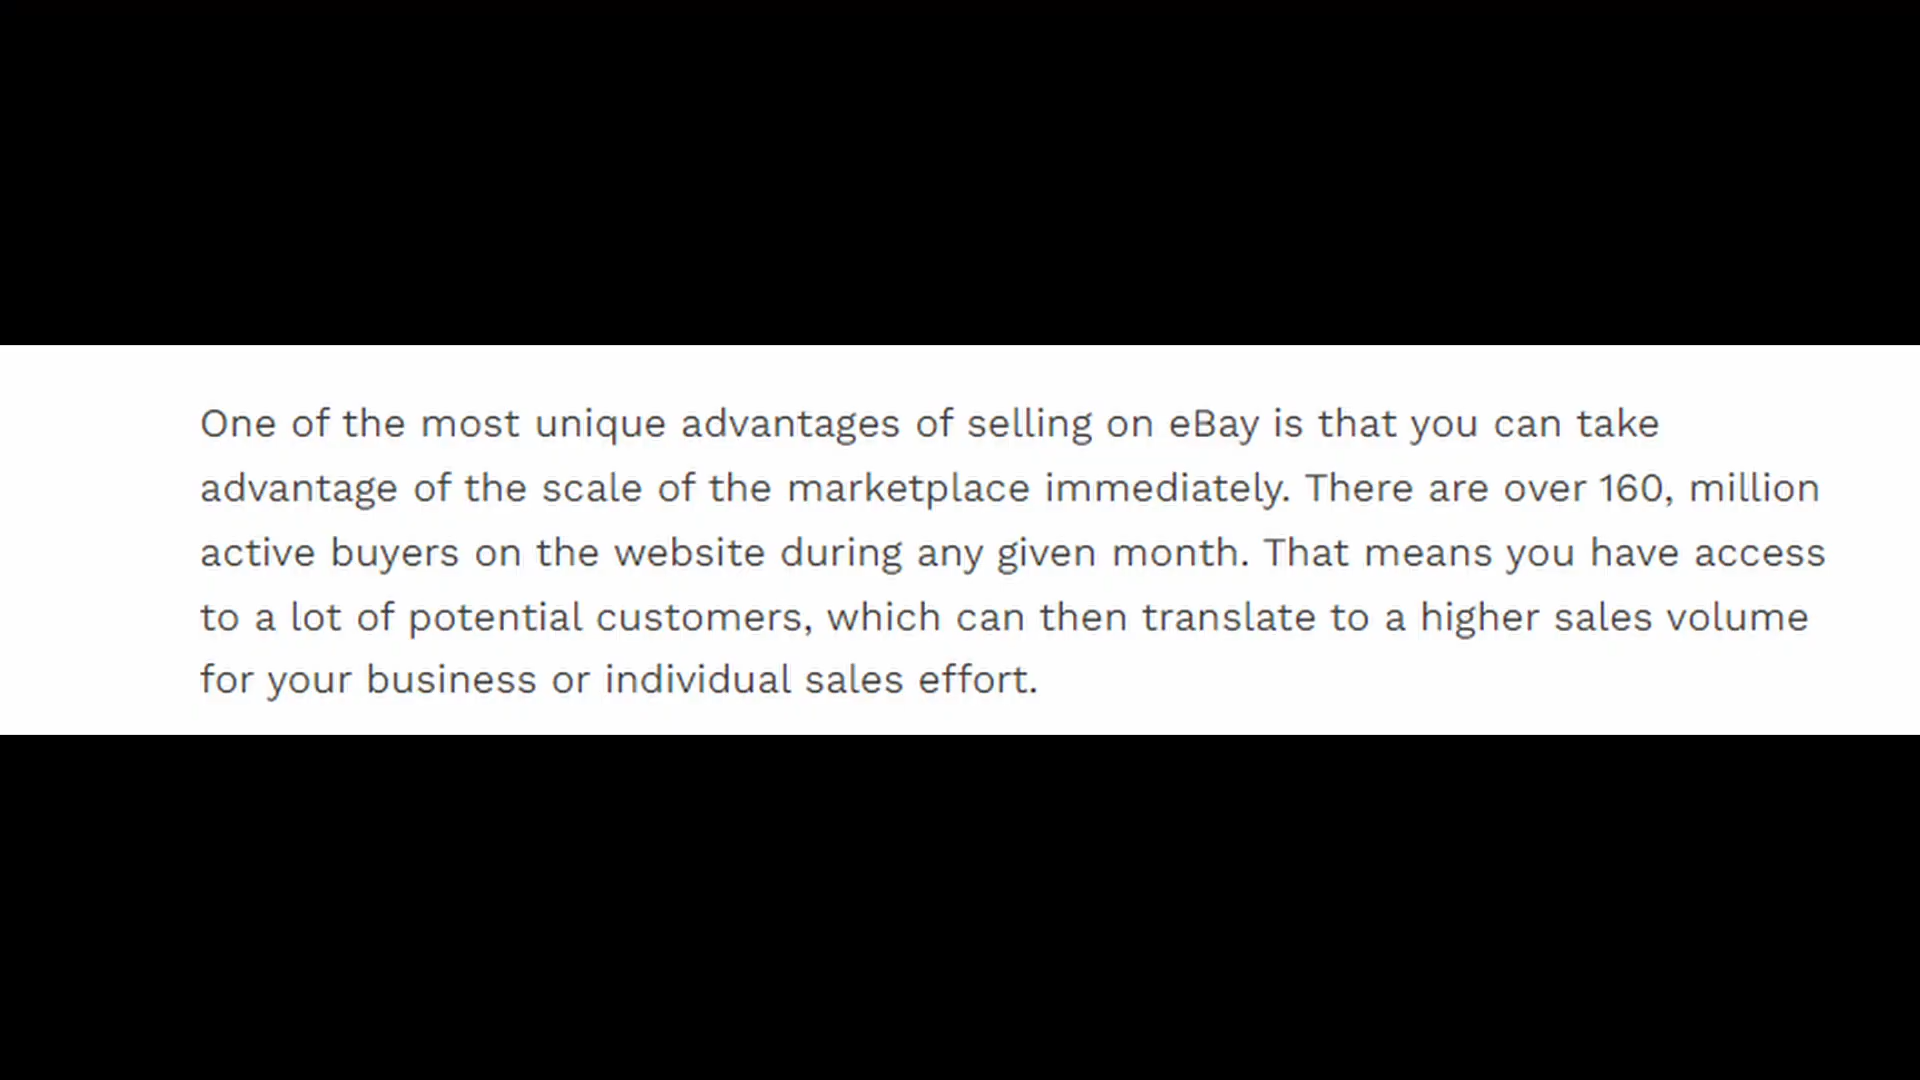 One of the most unique advantages of selling on eBay is that you can take
advantage of the scale of the marketplace immediately. There are over 160, million
active buyers on the website during any given month. That means you have access
to a lot of potential customers, which can then translate to a higher sales volume
for your business or individual sales effort.